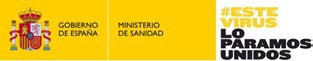 GOBIERNO
DE ESPAÑA
MINISTERIO
DE SANIDAD
#ESTE
VIRUS
LO
PARAMOS
UNIDOS